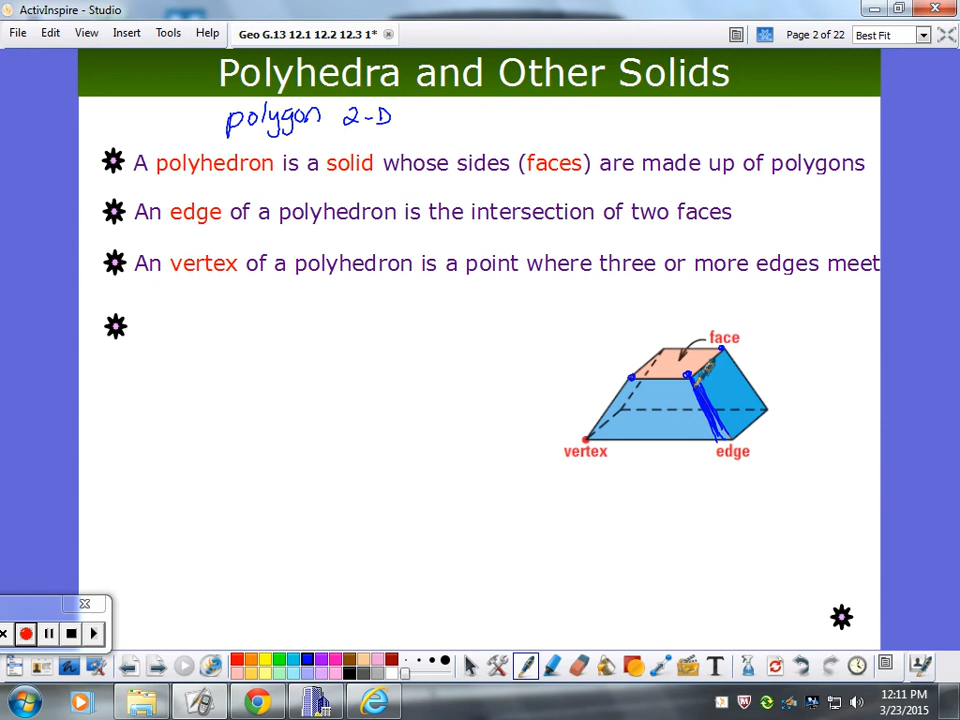 ActivInspire - Studio
File Edit View Insert Tools Help Geo G.13 12.1 12.2 12.3 1* Page 2 of 22 Best Fit
Polyhedra and Other Solids
polygon 2-D
A polyhedron is a solid whose sides (faces) are made up of polygons
An edge of a polyhedron is the intersection of two faces
An vertex of a polyhedron is a point where three or more edges meet
face
vertex edge
12:11 PM
3/23/2015